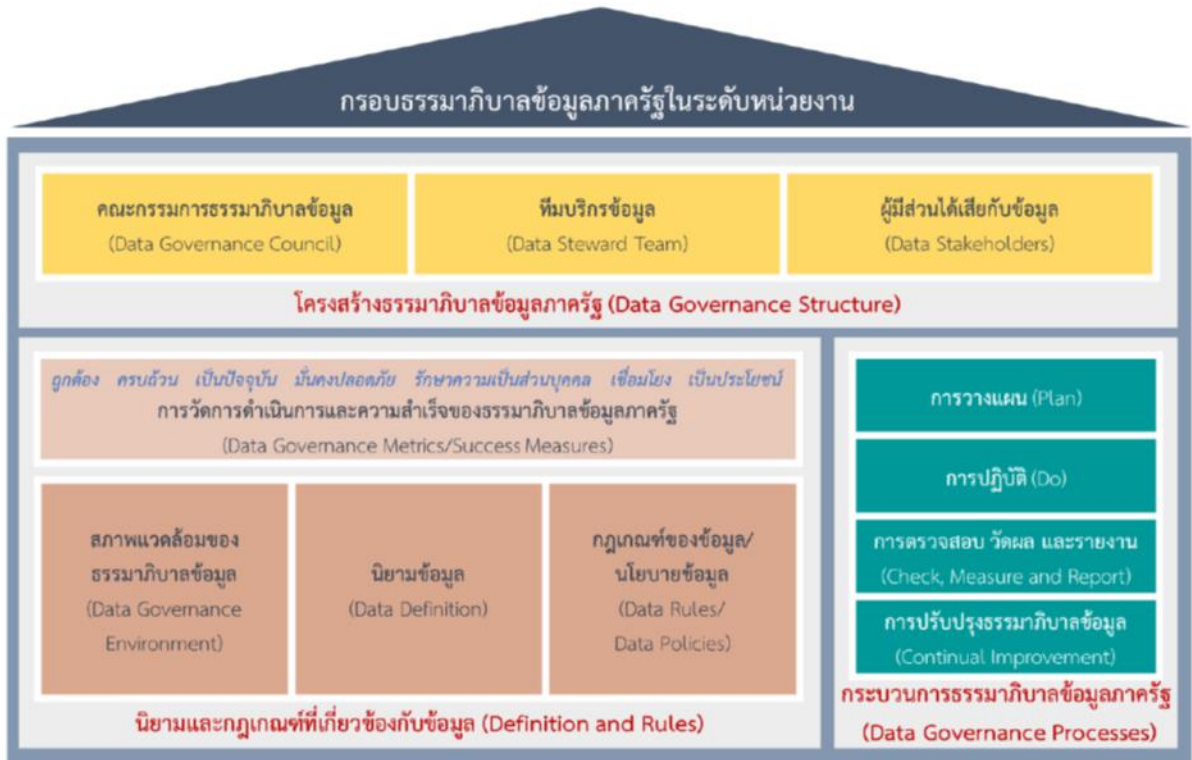 กรอบธรรมาภิบาลข้อมูลภาครัฐในระดับหน่วยงาน
คณะกรรมการธรรมาภิบาลข้อมูล
(Data Governance Council)
ทีมบริกรข้อมูล
(Data Steward Team)
ผู้มีส่วนได้เสียกับข้อมูล
(Data Stakeholders)
โครงสร้างธรรมาภิบาลข้อมูลภาครัฐ (Data Governance Structure)
ถูกต้อง ครบถ้วน เป็นปัจจุบัน มั่นคงปลอดภัย รักษาความเป็นส่วนบุคคล เชื่อมโยง เป็นประโยชน์
การวัดการดำเนินการและความสำเร็จของธรรมาภิบาลข้อมูลภาครัฐ
(Data Governance Metrics/Success Measures)
สภาพแวดล้อมของ
ธรรมาภิบาลข้อมูล
(Data Governance
Environment)
นิยามข้อมูล
(Data Definition)
กฎเกณฑ์ของข้อมูล/
นโยบายข้อมูล
(Data Rules/
Data Policies)
นิยามและกฎเกณฑ์ที่เกี่ยวข้องกับข้อมูล (Definition and Rules)
การวางแผน (Plan)
การปฏิบัติ (Do)
การตรวจสอบ วัดผล และรายงาน
(Check, Measure and Report)
การปรับปรุงธรรมาภิบาลข้อมูล
(Continual Improvement)
กระบวนการธรรมาภิบาลข้อมูลภาครัฐ
(Data Governance Processes)